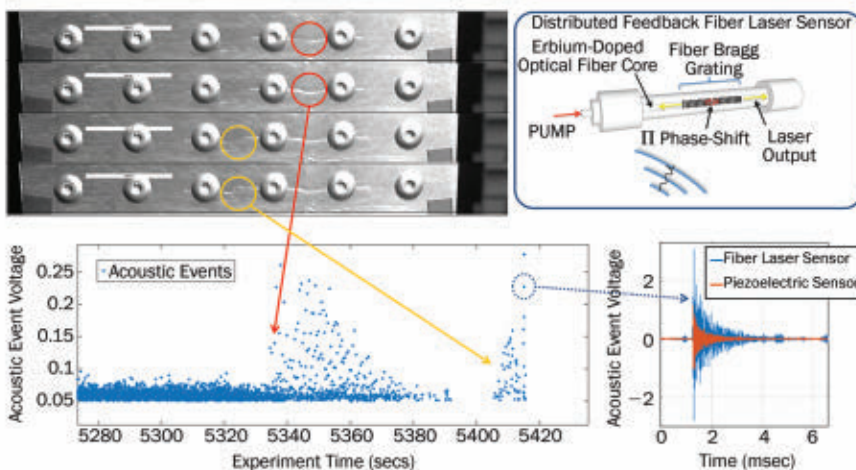 Distributed Feedback Fiber Laser Sensor
Erbium-Doped
Optical Fiber Core
Fiber Bragg
Grating
PUMP
Π Phase-Shift
Laser
Output
Acoustic Event Voltage
0.25
0.2
0.15
0.1
0.05
Acoustic Events
5280
5300
5320
5340
5360
5380
5400
5420
Experiment Time (secs)
Acoustic Event Voltage
2
0
−2
Fiber Laser Sensor
Piezoelectric Sensor
0
2
4
6
Time (msec)